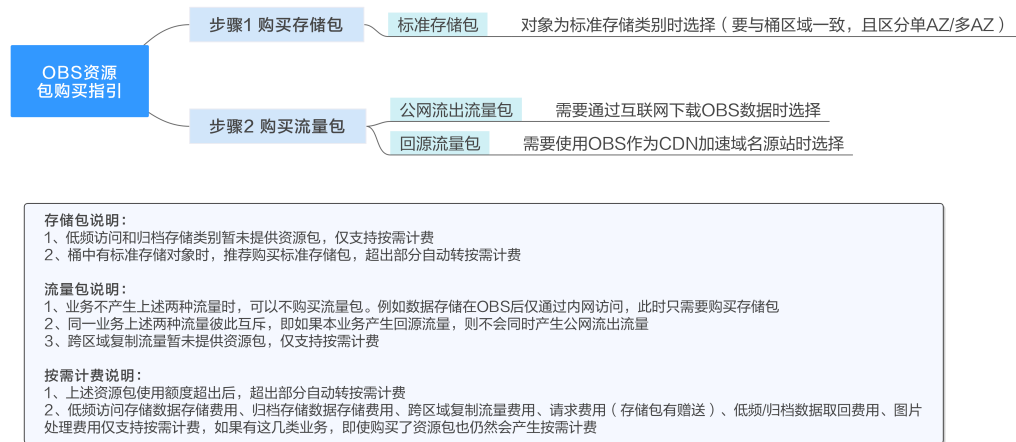 OBS资源
包购买指引
步骤1 购买存储包
标准存储包
对象为标准存储类别时选择（要与桶区域一致，且区分单AZ/多AZ）
步骤2 购买流量包
公网流出流量包
需要通过互联网下载OBS数据时选择
回源流量包
需要使用OBS作为CDN加速域名源站时选择
存储包说明：
1、低频访问和归档存储类别暂未提供资源包，仅支持按需计费
2、桶中有标准存储对象时，推荐购买标准存储包，超出部分自动转按需计费
流量包说明：
1、业务不产生上述两种流量时，可以不购买流量包。例如数据存储在OBS后仅通过内网访问，此时只需要购买存储包
2、同一业务上述两种流量彼此互斥，即如果本业务产生回源流量，则不会同时产生公网流出流量
3、跨区域复制流量暂未提供资源包，仅支持按需计费
按需计费说明：
1、上述资源包使用额度超出后，超出部分自动转按需计费
2、低频访问存储数据存储费用、归档存储数据存储费用、跨区域复制流量费用、请求费用（存储包有赠送）、低频/归档数据取回费用、图片
处理费用仅支持按需计费，如果有这几类业务，即使购买了资源包也仍然会产生按需计费